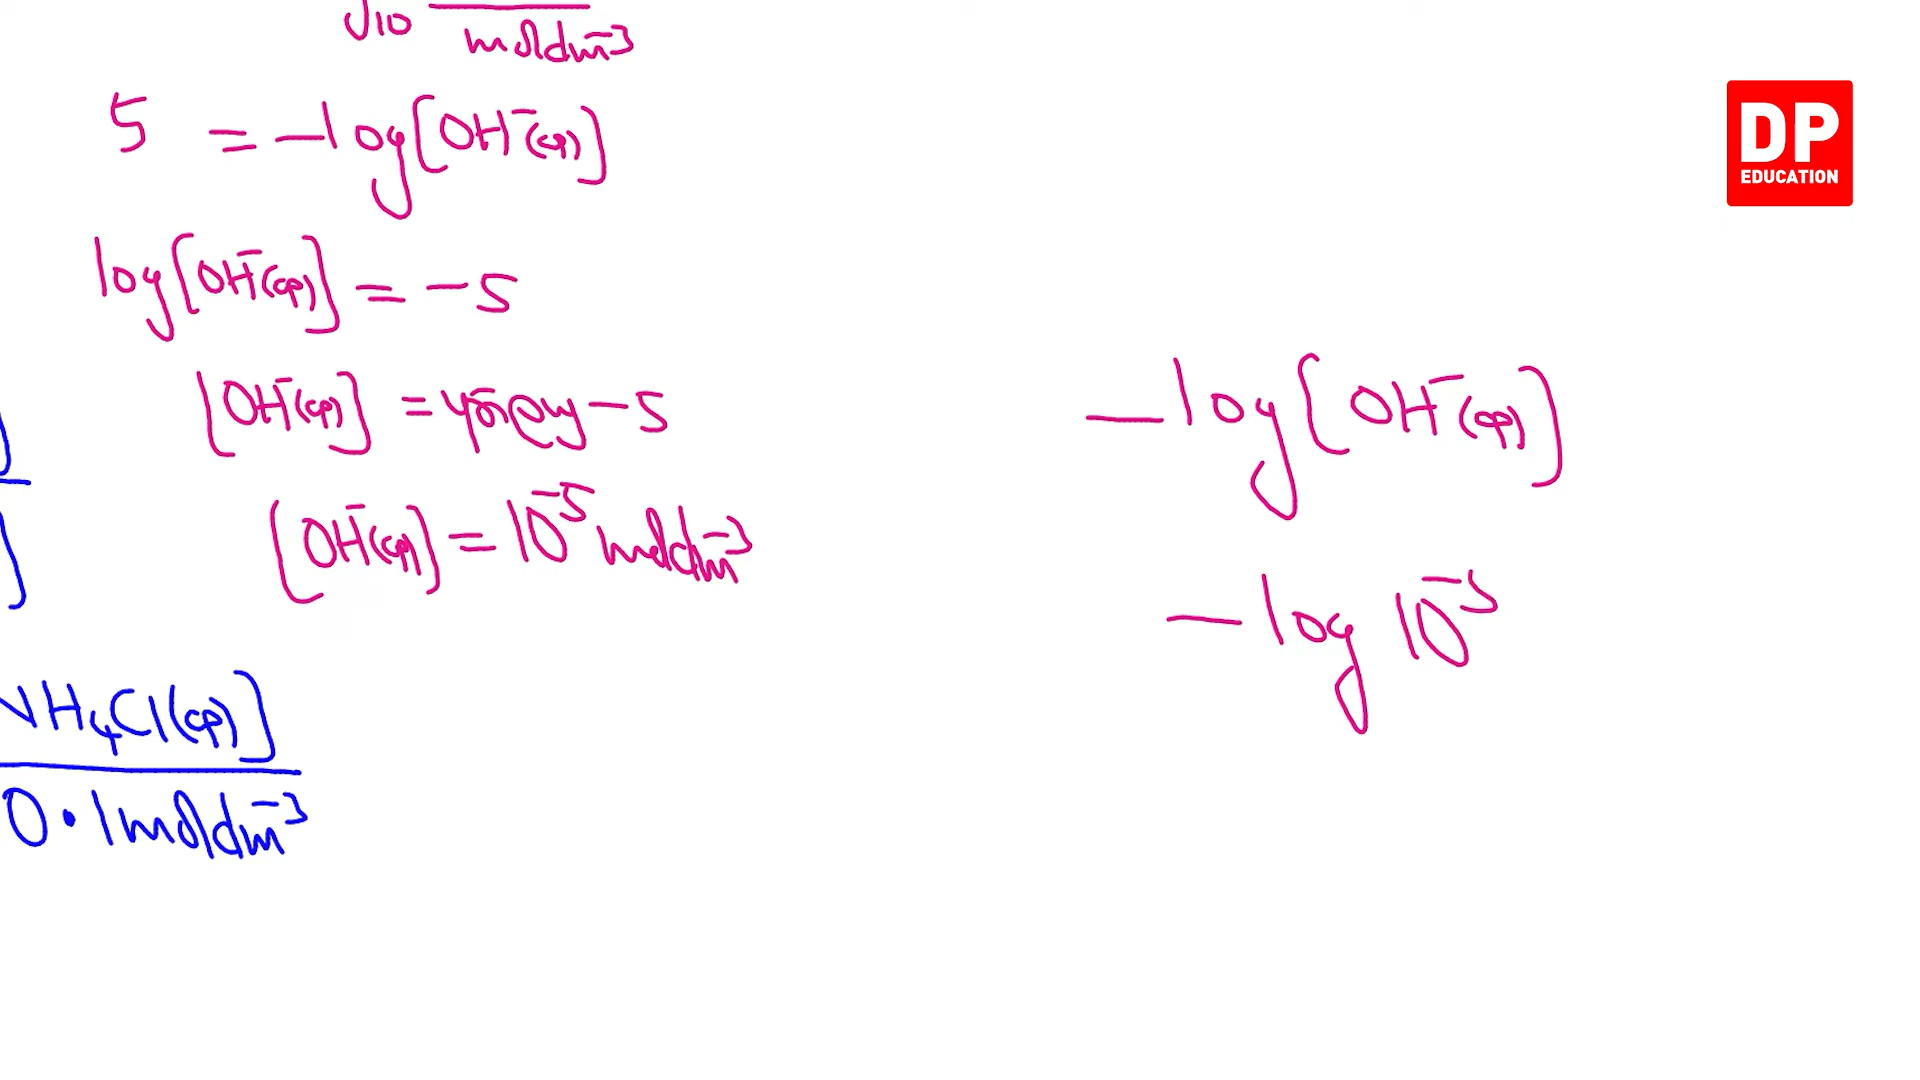 √10 mol dm⁻³
5 = -log[OH⁻(aq)]
log[OH⁻(aq)] = -5
[OH⁻(aq)] = -5
[OH⁻(aq)] = 10⁻⁵ mol dm⁻³
-log[OH⁻(aq)]
-log 10⁻⁵
NH₄Cl(aq)]
0.1 mol dm⁻³
DP
EDUCATION